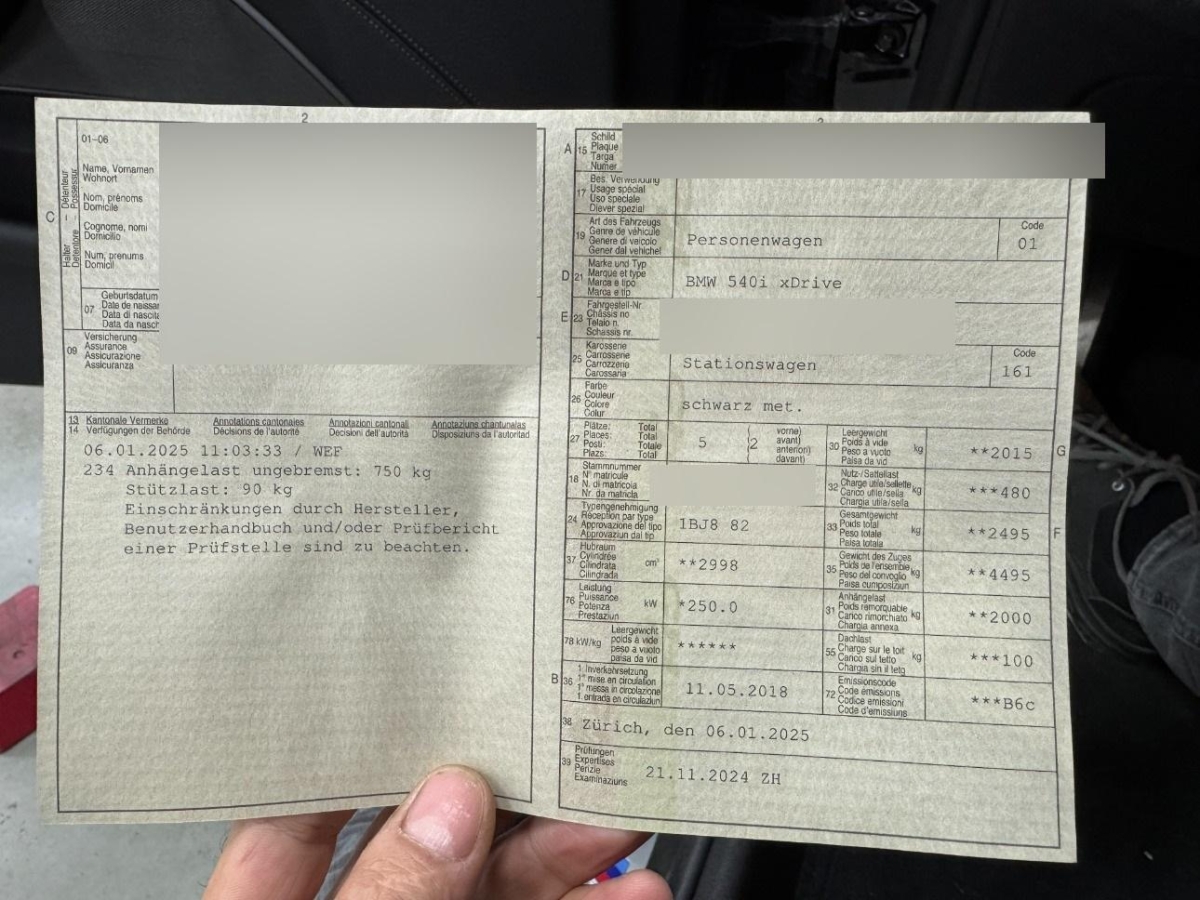 2
01-06
C
Halter – Détenteur
Detentore – Possessur
Name, Vornamen
Wohnort
Nom, prénoms
Domicile
Cognome, nomi
Domicilio
Num, prenums
Domicil
07
Geburtsdatum
Date de
Data di
Data da
09
Versicherung
Assurance
Assicurazione
Assicuranza
13 Kantonale Vermerke Annotations cantonales Annotazioni cantonali Annotaziuns chantunalas
14 Verfügungen der Behörde Décisions de l'autorité Decisioni dell'autorità Disposiziuns da l'autoritad
06.01.2025 11:03:33 / WEF
234 Anhängelast ungebremst: 750 kg
Stützlast: 90 kg
Einschränkungen durch Hersteller,
Benutzerhandbuch und/oder Prüfbericht
einer Prüfstelle sind zu beachten.
A 15
Schild
Plaque
Targa
Numer
17
Bes. Verwendung
Usage spécial
Uso speciale
Diever spezial
19
Art des Fahrzeugs
Genre de véhicule
Genere di veicolo
Gener dal vehichel
Personenwagen
Code
01
D 21
Marke und Typ
Marque et type
Marca e tipo
Marca e tip
BMW 540i xDrive
E 23
Fahrgestell-Nr.
Châssis no
Telaio n.
Schassis nr.
25
Karosserie
Carrosserie
Carrozzeria
Carossaria
Stationswagen
Code
161
26
Farbe
Couleur
Colore
Colur
schwarz met.
27
Plätze: Total
Places: Total
Posti: Totale
Plazs: Total
5
(2
vorne)
avant)
anteriori)
davant)
30
Leergewicht
Poids à vide
Peso a vuoto
Paisa da vid
kg
**2015
G
18
Stammnummer
N° matricule
N. di matricola
Nr. da matricla
32
Nutz-/Sattellast
Charge utile/sellette
Carico utile/sella
Chargia utila/sella
kg
***480
24
Typengenehmigung
Réception par type
Approvazione del tipo
Approvaziun dal tip
1BJ8 82
33
Gesamtgewicht
Poids total
Peso totale
Paisa totala
kg
**2495
F
37
Hubraum
Cylindrée
Cilindrata
Cilindrada
cm³
**2998
35
Gewicht des Zuges
Poids de l'ensemble
Peso del convoglio
Paisa cumposiziun
kg
**4495
76
Leistung
Puissance
Potenza
Prestaziun
kW
*250.0
31
Anhängelast
Poids remorquable
Carico rimorchiato
Chargia annexa
kg
**2000
78 kW/kg
Leergewicht
poids à vide
peso a vuoto
paisa da vid
******
55
Dachlast
Charge sur le toit
Carico sul tetto
Chargia sin il tetg
kg
***100
B 36
1. Inverkehrsetzung
1re mise en circulation
1a messa in circolazione
1. entrada en circulaziun
11.05.2018
72
Emissionscode
Code émissions
Codice emissioni
Code d'emissiuns
***B6c
38 Zürich, den 06.01.2025
39
Prüfungen
Expertises
Perizie
Examinaziuns
21.11.2024 ZH